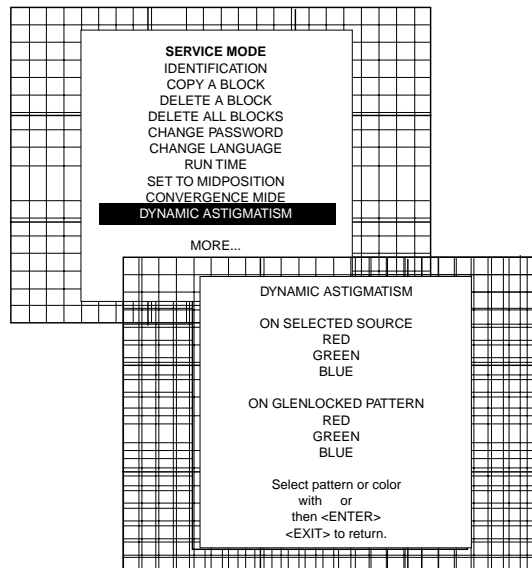 SERVICE MODE
IDENTIFICATION
COPY A BLOCK
DELETE A BLOCK
DELETE ALL BLOCKS
CHANGE PASSWORD
CHANGE LANGUAGE
RUN TIME
SET TO MIDPOSITION
CONVERGENCE MIDE
DYNAMIC ASTIGMATISM
MORE...
DYNAMIC ASTIGMATISM
ON SELECTED SOURCE
RED
GREEN
BLUE
ON GLENLOCKED PATTERN
RED
GREEN
BLUE
Select pattern or color
with or
then <ENTER>
<EXIT> to return.